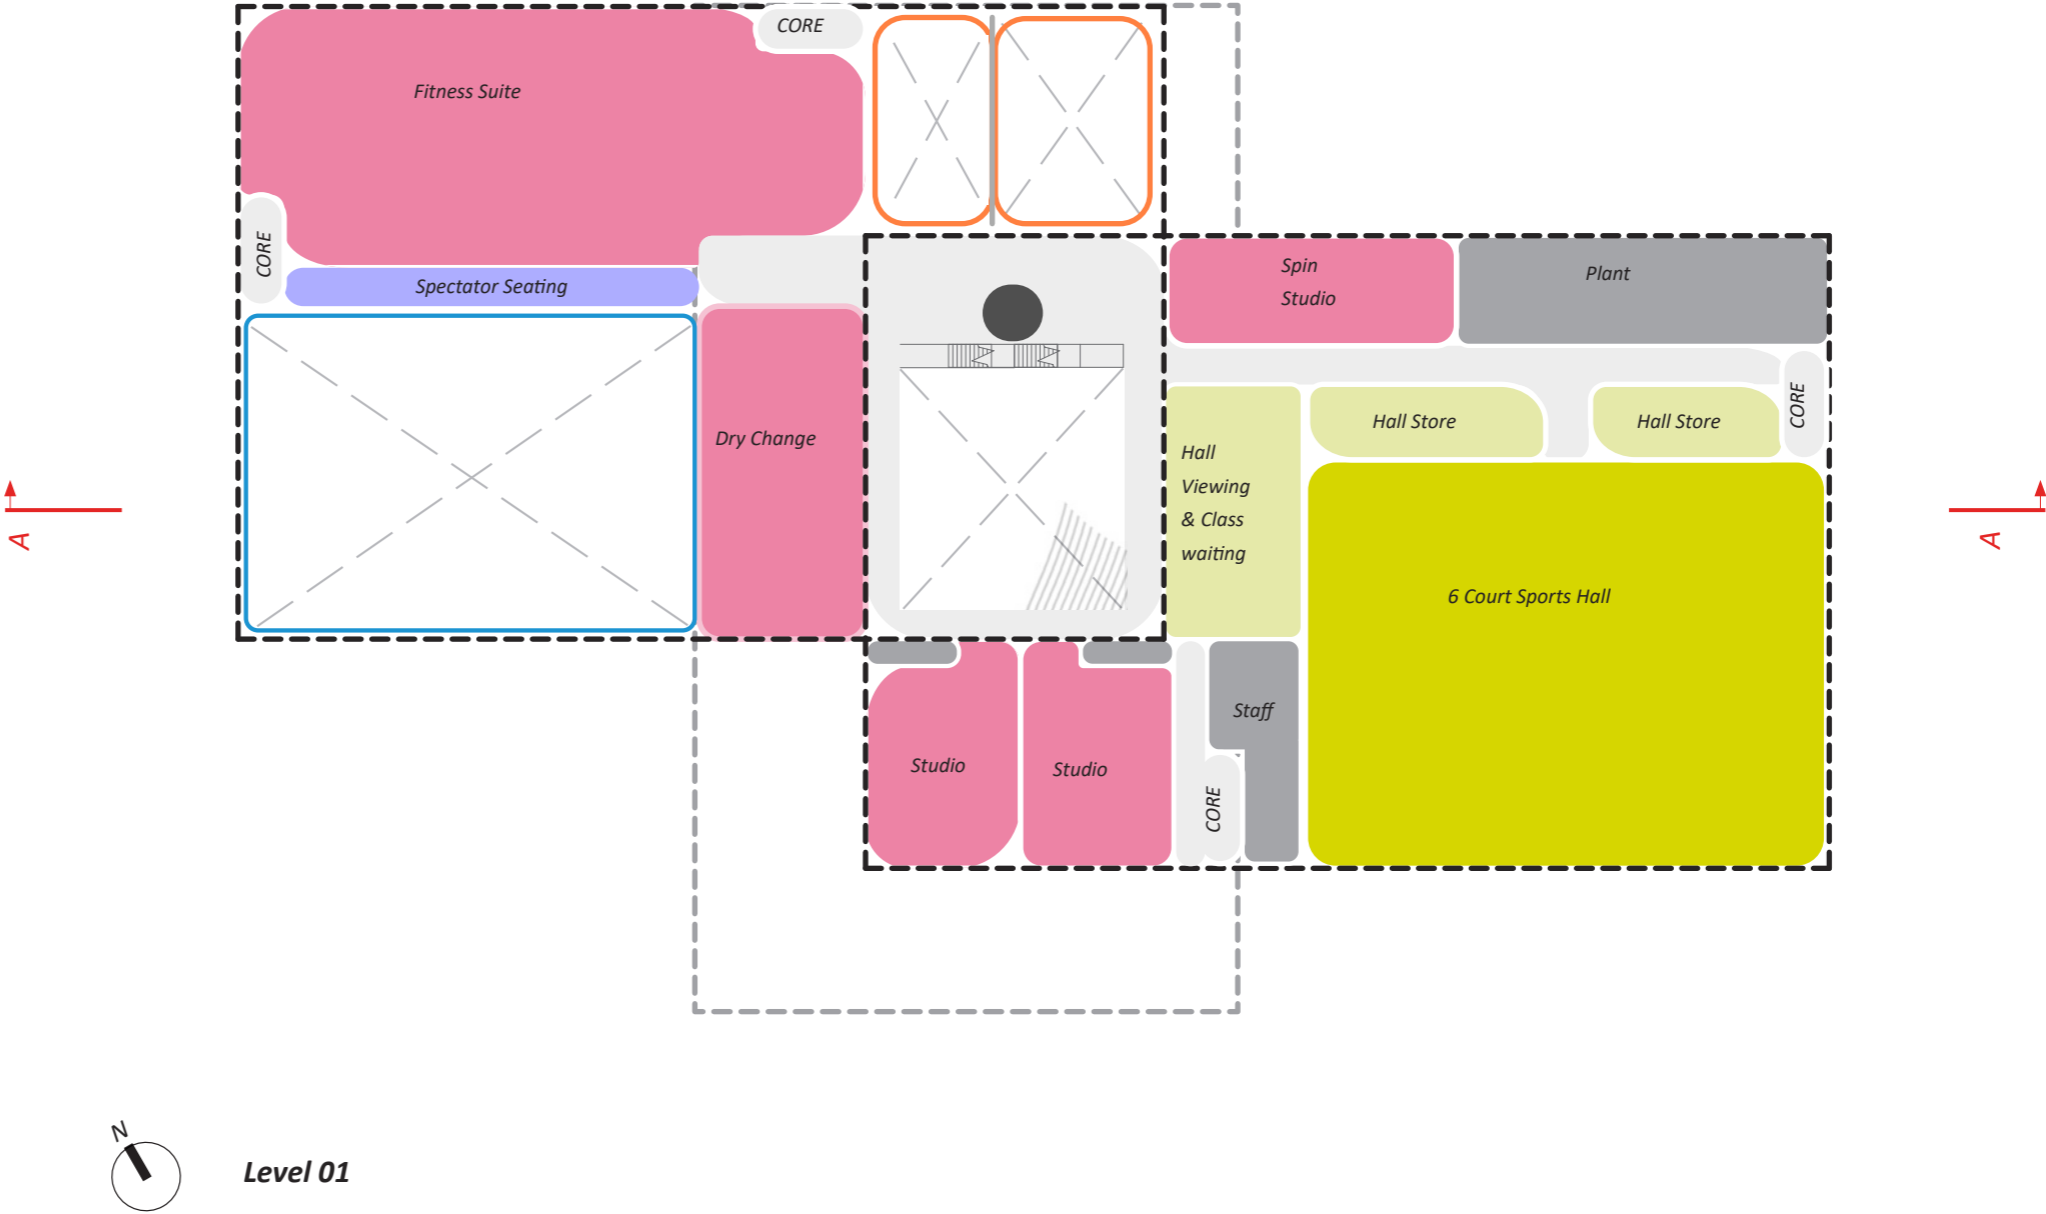 CORE
Fitness Suite
CORE
Spectator Seating
Spin
Studio
Plant
Dry Change
Hall
Viewing
& Class
waiting
Hall Store
Hall Store
CORE
A
A
6 Court Sports Hall
Staff
Studio
Studio
CORE
N
Level 01